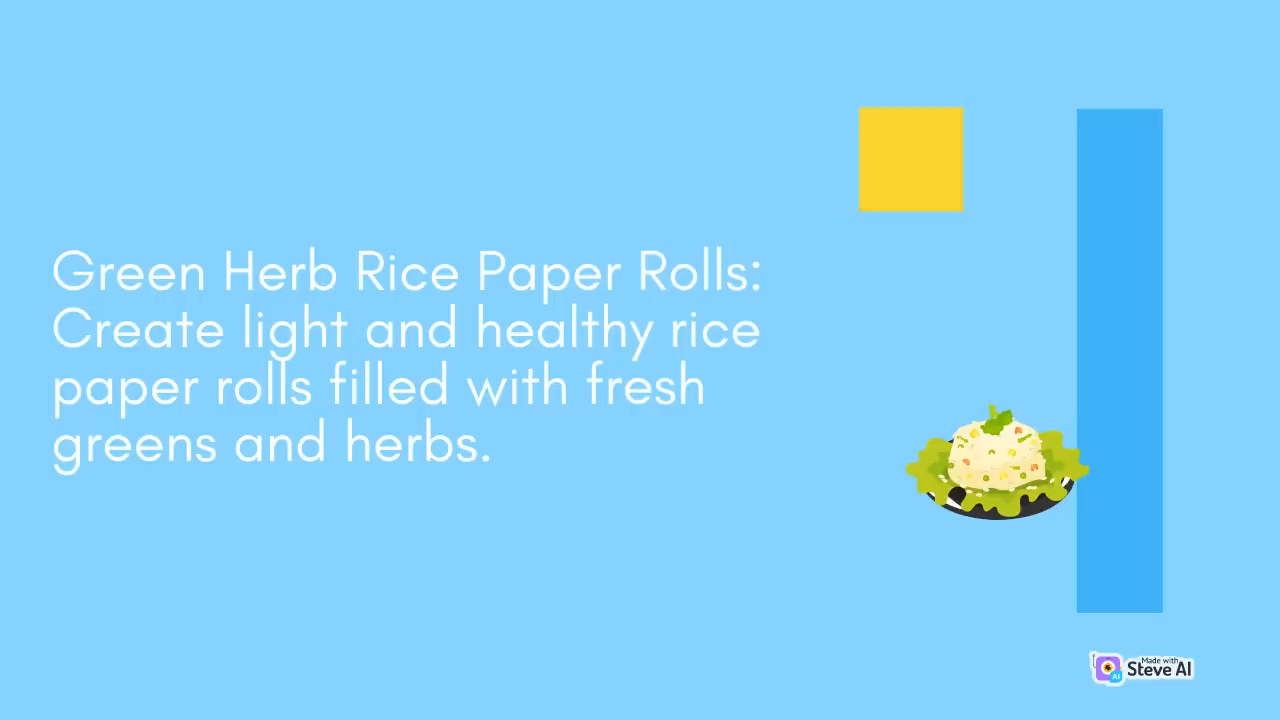 Green Herb Rice Paper Rolls:
Create light and healthy rice
paper rolls filled with fresh
greens and herbs.
Made with
Steve AI
AI